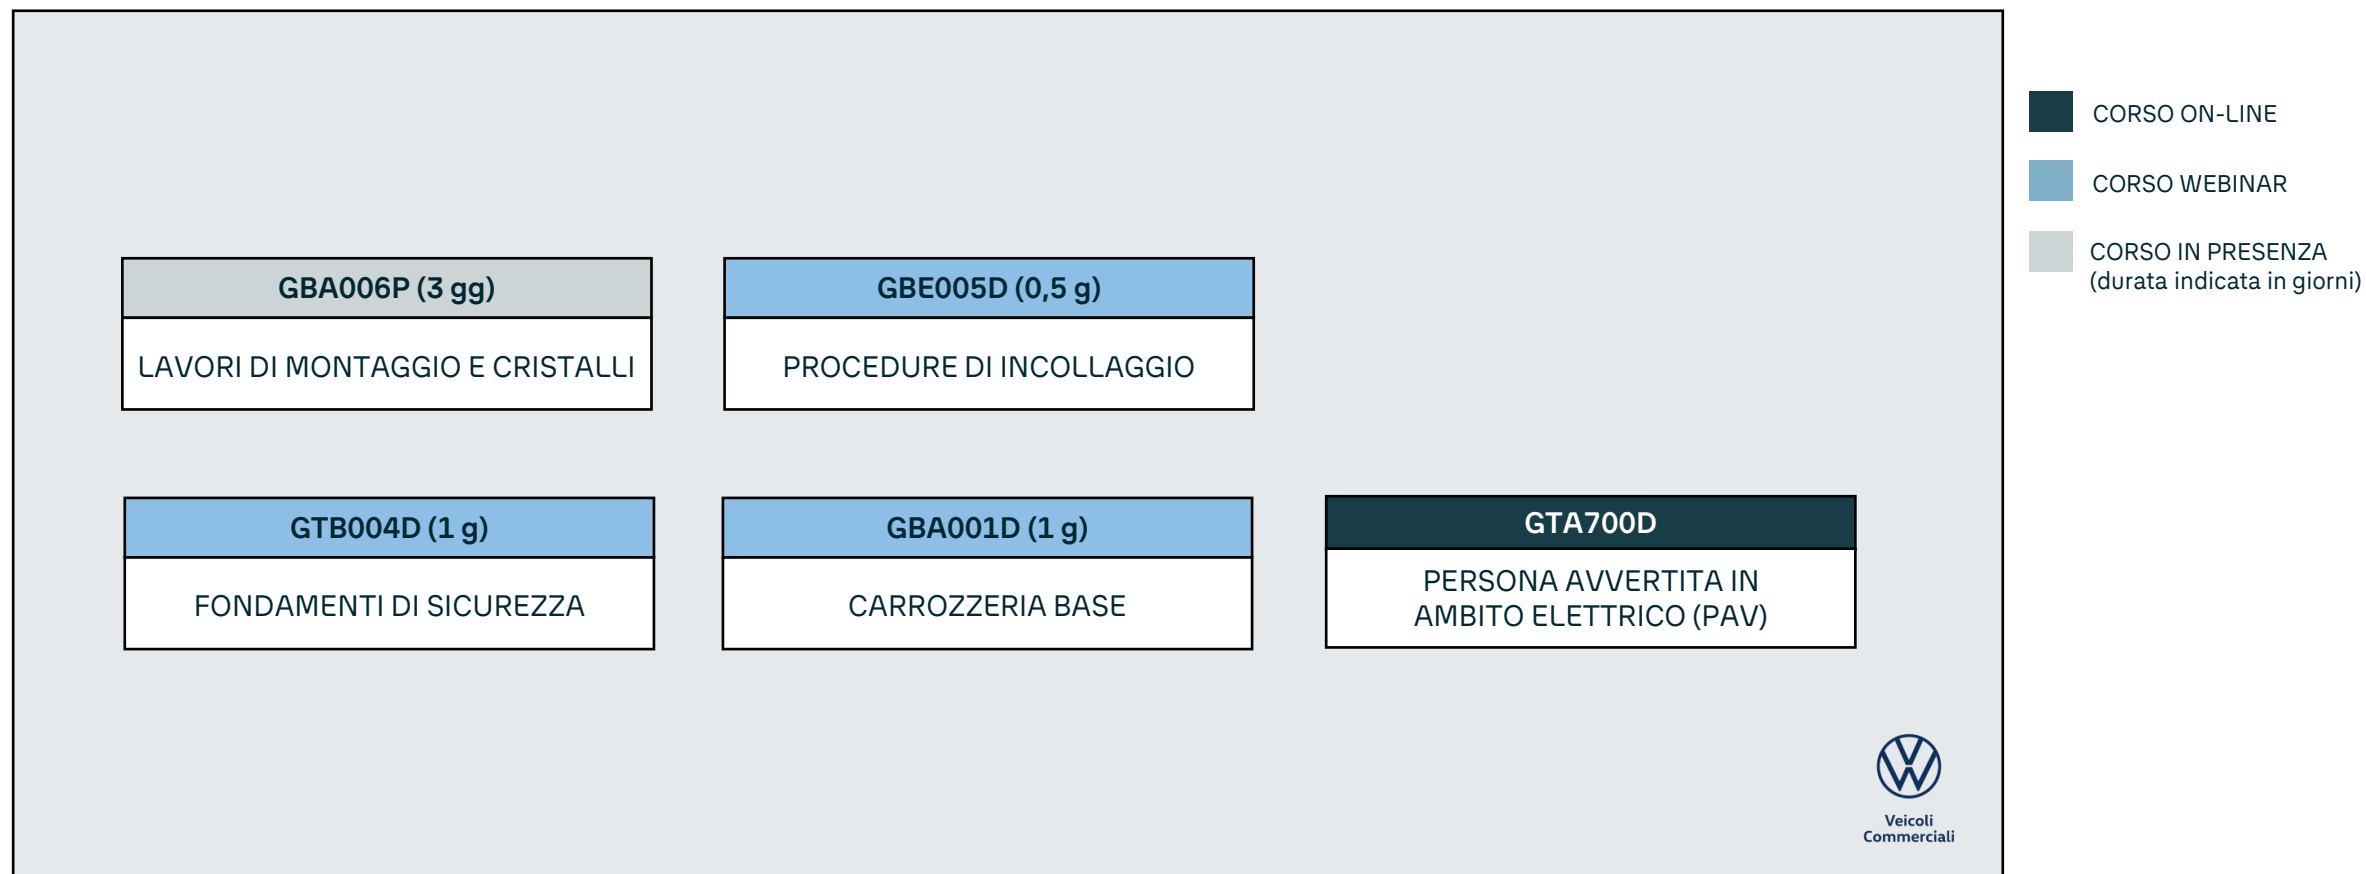 GBA006P (3 gg)
LAVORI DI MONTAGGIO E CRISTALLI
GBE005D (0,5 g)
PROCEDURE DI INCOLLAGGIO
GTB004D (1 g)
FONDAMENTI DI SICUREZZA
GBA001D (1 g)
CARROZZERIA BASE
GTA700D
PERSONA AVVERTITA IN
AMBITO ELETTRICO (PAV)
Veicoli
Commerciali
CORSO ON-LINE
CORSO WEBINAR
CORSO IN PRESENZA
(durata indicata in giorni)